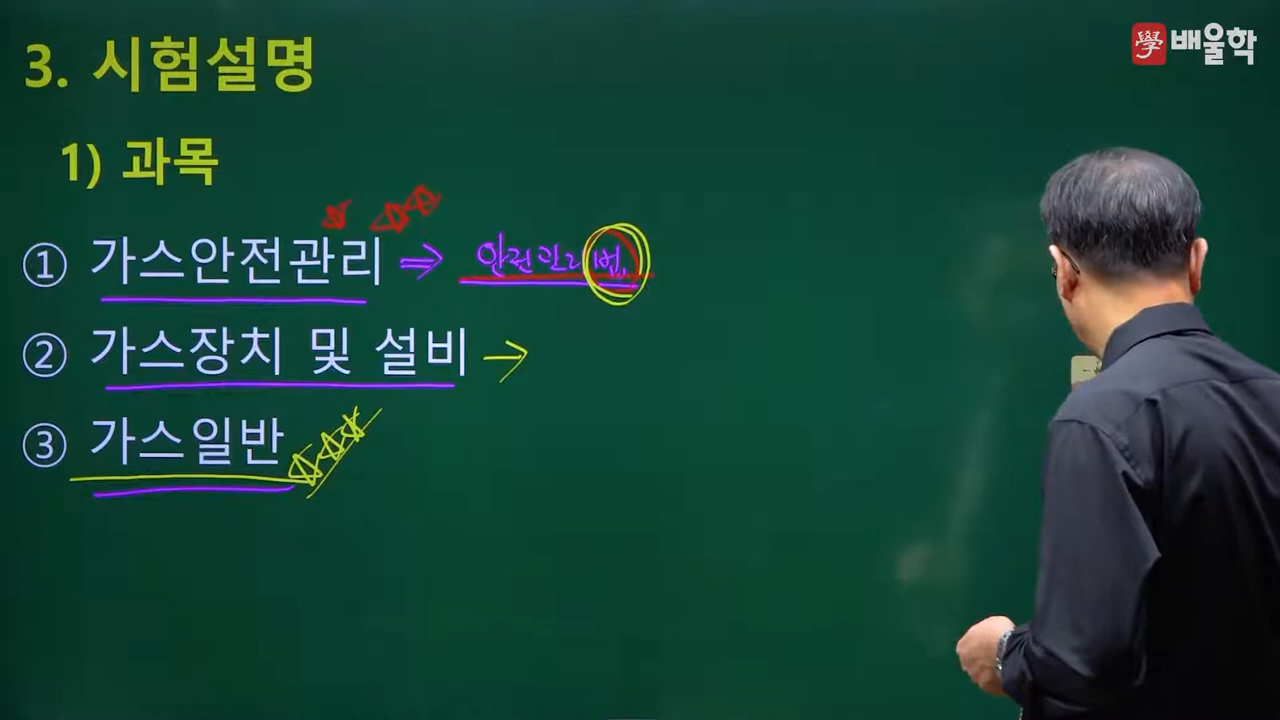 3. 시험설명
學 배울학
1) 과목
① 가스안전관리 ⇒ 안전관리법
② 가스장치 및 설비 →
③ 가스일반